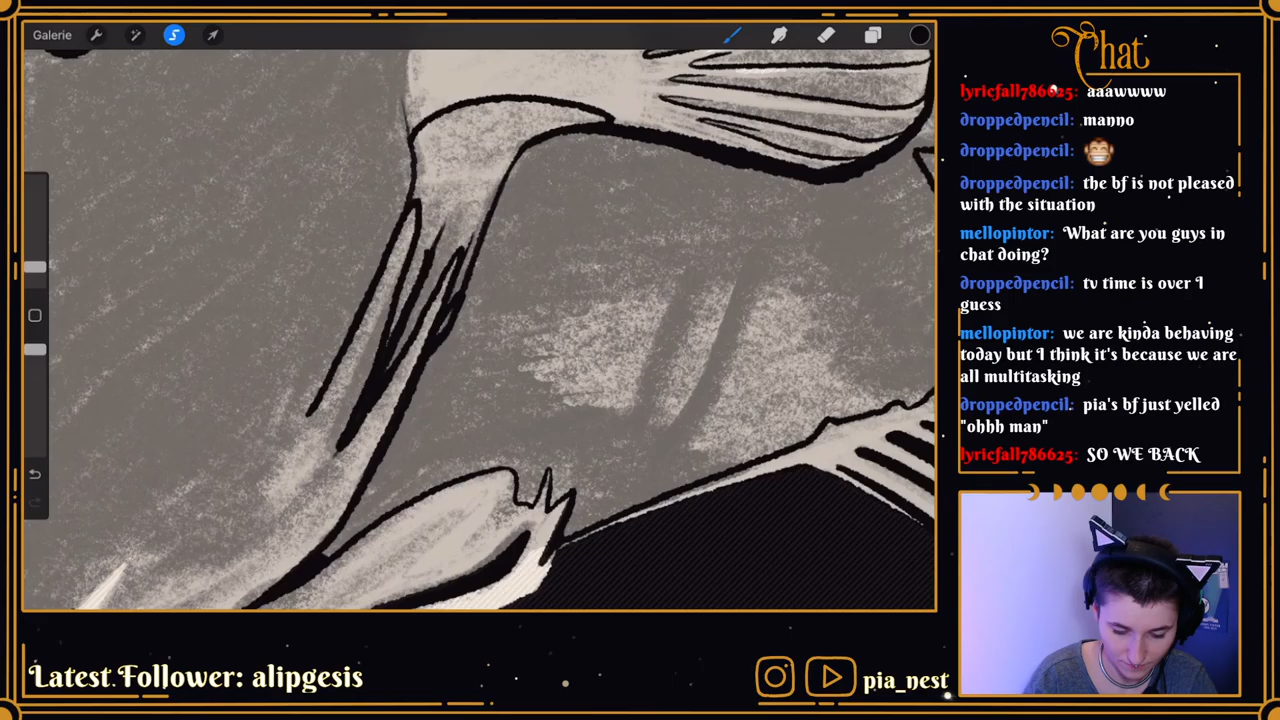 Galerie
Chat
lyricfall786625: aaawwww
droppedpencil: manno
droppedpencil:
droppedpencil: the bf is not pleased
with the situation
mellopintor: What are you guys in
chat doing?
droppedpencil: tv time is over I
guess
mellopintor: we are kinda behaving
today but I think it's because we are
all multitasking
droppedpencil: pia's bf just yelled
"ohhh man"
lyricfall786625: SO WE BACK
Latest Follower: alipgesis
pia_nest